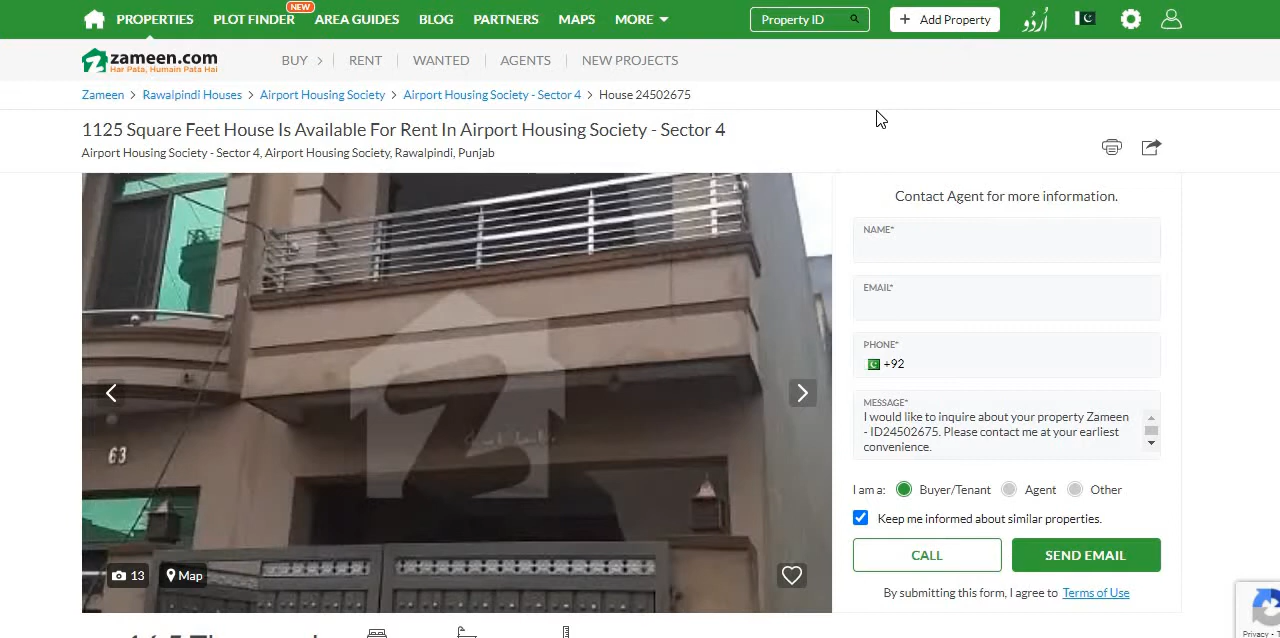 PROPERTIES PLOT FINDER NEW AREA GUIDES BLOG PARTNERS MAPS MORE Property ID + Add Property اُردُو
zameen.com
Har Pata, Humain Pata Hai
BUY RENT WANTED AGENTS NEW PROJECTS
Zameen > Rawalpindi Houses > Airport Housing Society > Airport Housing Society - Sector 4 > House 24502675
1125 Square Feet House Is Available For Rent In Airport Housing Society - Sector 4
Airport Housing Society - Sector 4, Airport Housing Society, Rawalpindi, Punjab
63
13 Map
Contact Agent for more information.
NAME*
EMAIL*
PHONE*
+92
MESSAGE*
I would like to inquire about your property Zameen
- ID24502675. Please contact me at your earliest
convenience.
I am a: Buyer/Tenant Agent Other
Keep me informed about similar properties.
CALL SEND EMAIL
By submitting this form, I agree to Terms of Use
Privacy